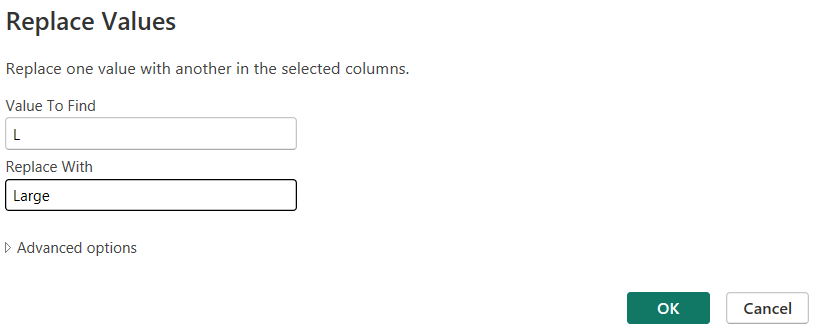 Replace Values
Replace one value with another in the selected columns.
Value To Find
L
Replace With
Large
Advanced options
OK Cancel